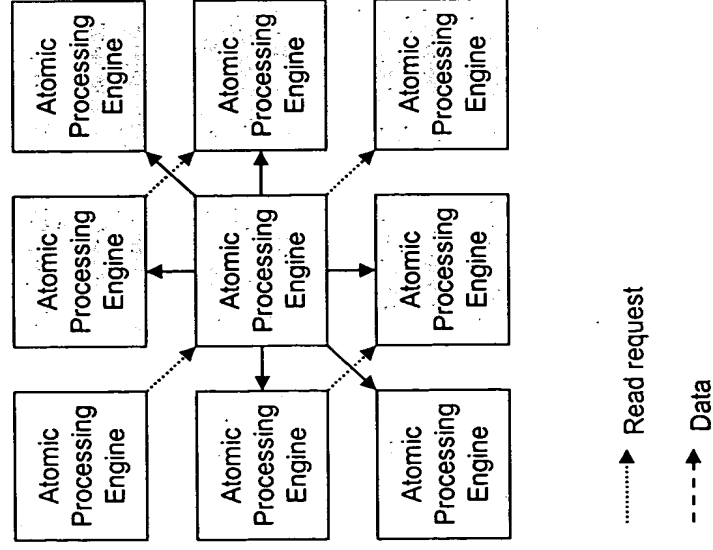 Atomic
Processing
Engine
Atomic
Processing
Engine
Atomic
Processing
Engine
Atomic
Processing
Engine
Atomic
Processing
Engine
Atomic
Processing
Engine
Atomic
Processing
Engine
Atomic
Processing
Engine
Atomic
Processing
Engine
Read request
Data